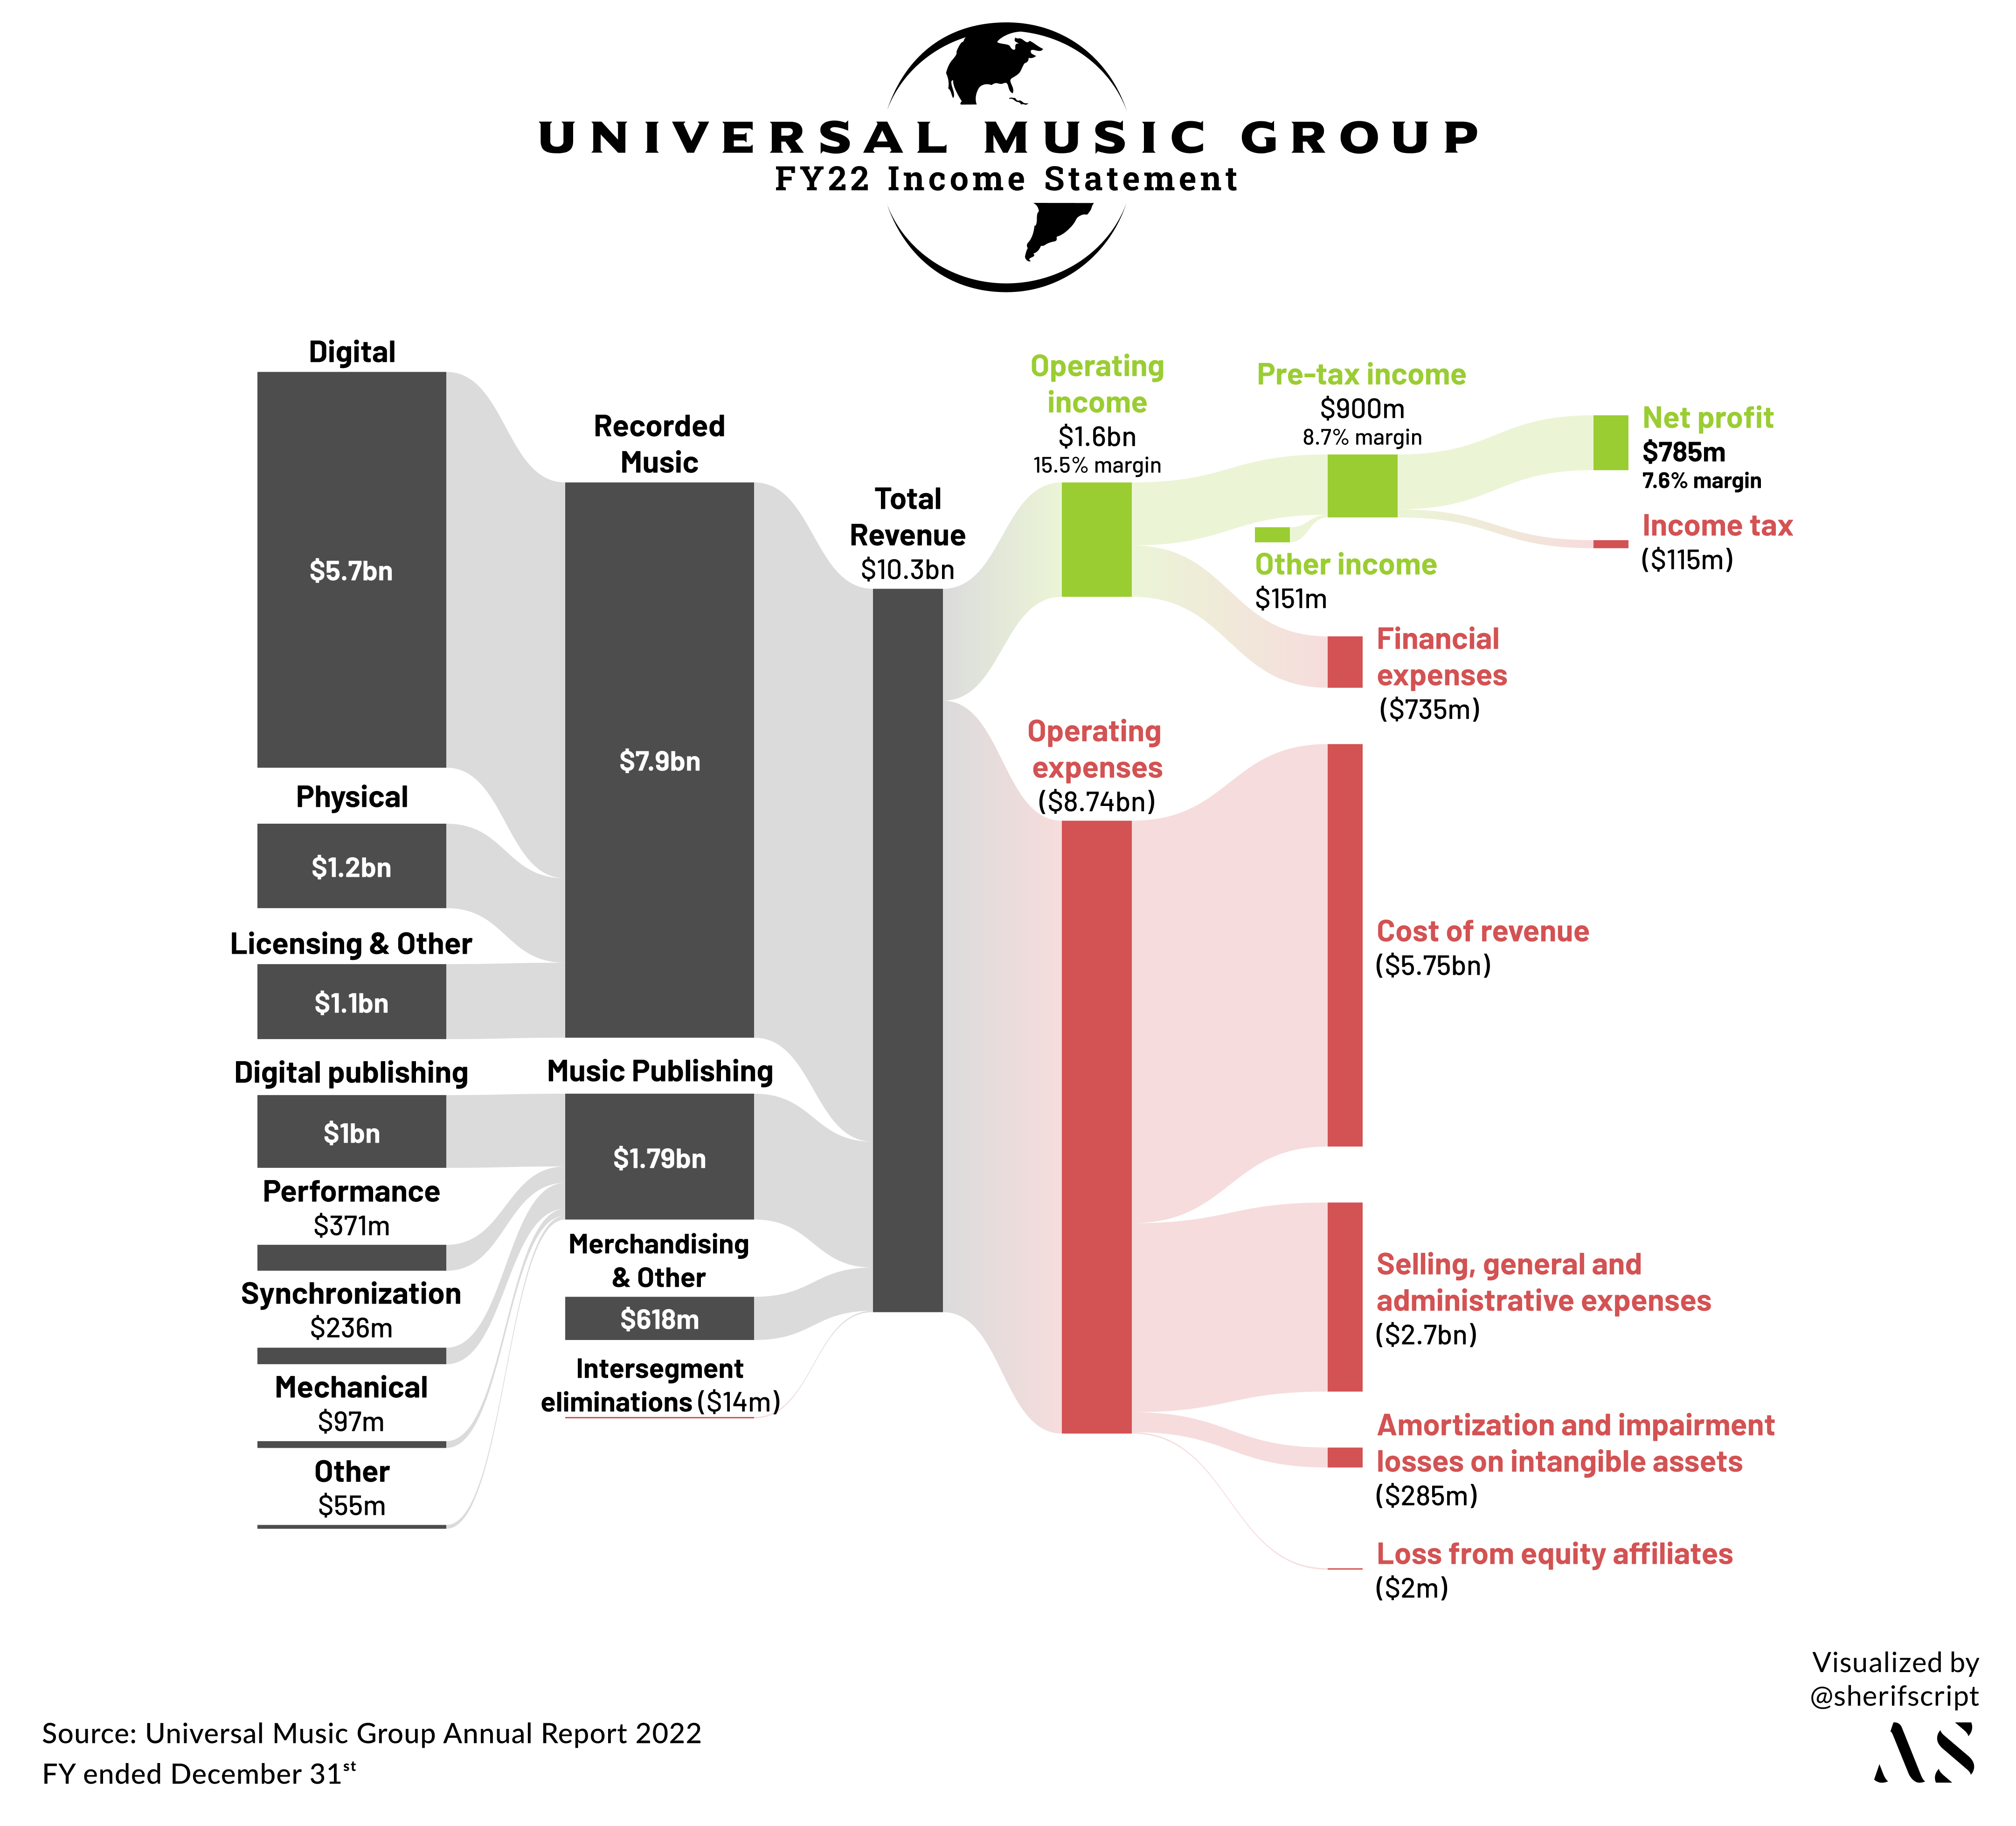 UNIVERSAL MUSIC GROUP
FY22 Income Statement
Digital
$5.7bn
Physical
$1.2bn
Licensing & Other
$1.1bn
Digital publishing
$1bn
Performance
$371m
Synchronization
$236m
Mechanical
$97m
Other
$55m
Recorded
Music
$7.9bn
Music Publishing
$1.79bn
Merchandising
& Other
$618m
Intersegment
eliminations ($14m)
Total
Revenue
$10.3bn
Operating
income
$1.6bn
15.5% margin
Operating
expenses
($8.74bn)
Pre-tax income
$900m
8.7% margin
Other income
$151m
Net profit
$785m
7.6% margin
Income tax
($115m)
Financial
expenses
($735m)
Cost of revenue
($5.75bn)
Selling, general and
administrative expenses
($2.7bn)
Amortization and impairment
losses on intangible assets
($285m)
Loss from equity affiliates
($2m)
Visualized by
@sherifscript
AS
Source: Universal Music Group Annual Report 2022
FY ended December 31st